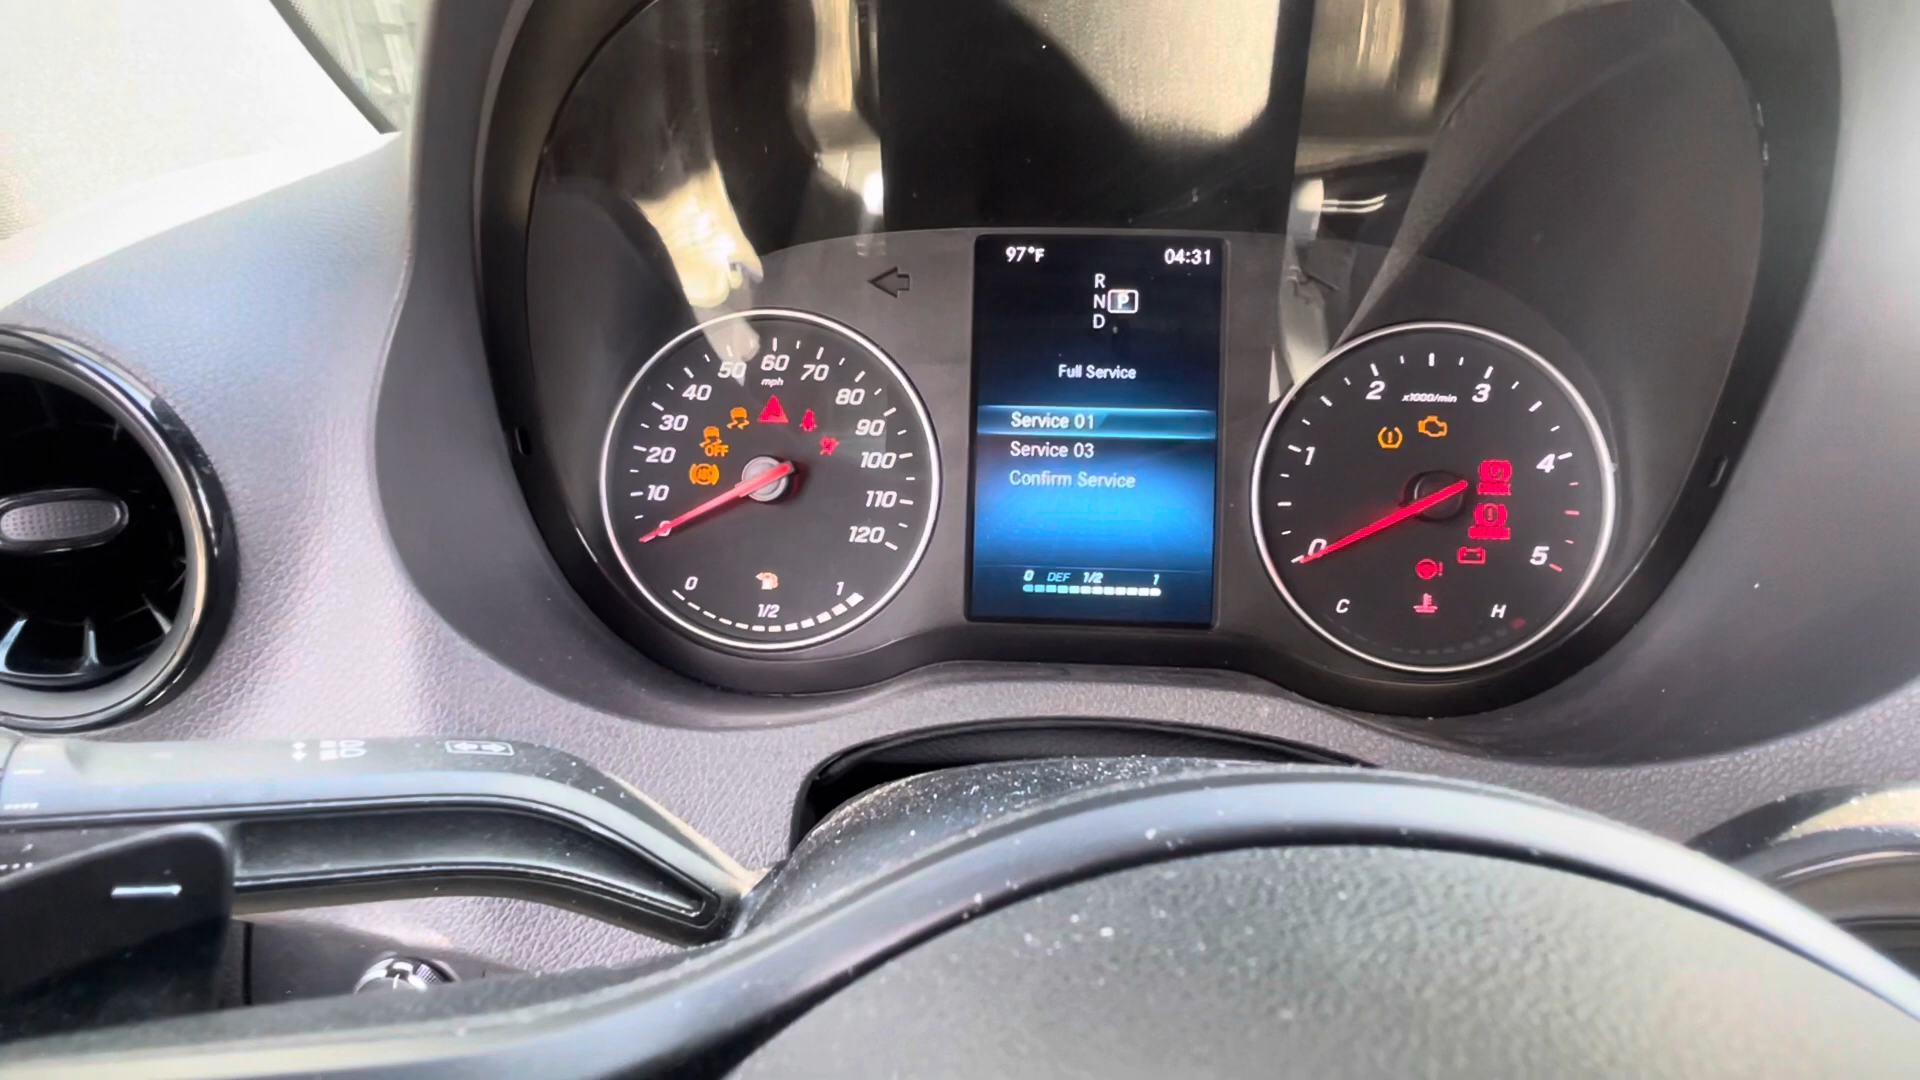 97°F 04:31
R
N P
D
Full Service
Service 01
Service 03
Confirm Service
0 DEF 1/2 1
0
10
20
30
40
50
60
70
80
90
100
110
120
mph
OFF
ABS
0 1/2 1
0
1
2
3
4
5
x1000/min
C H